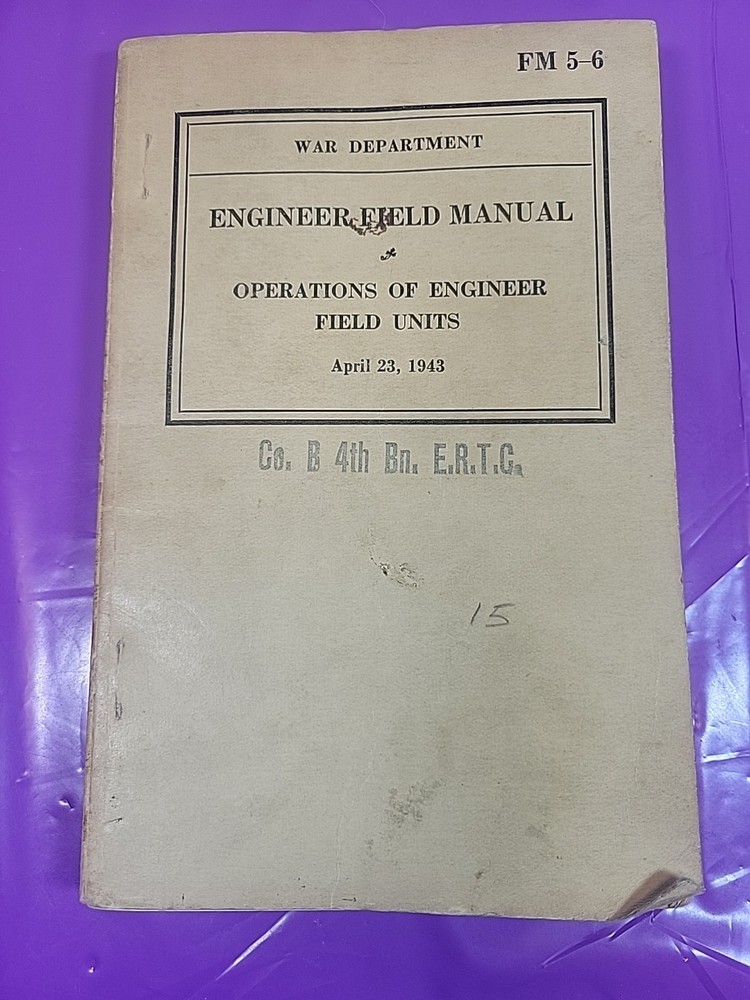 FM 5-6
WAR DEPARTMENT
ENGINEER FIELD MANUAL
OPERATIONS OF ENGINEER
FIELD UNITS
April 23, 1943
Co. B 4th Bn. E.R.T.C.
15